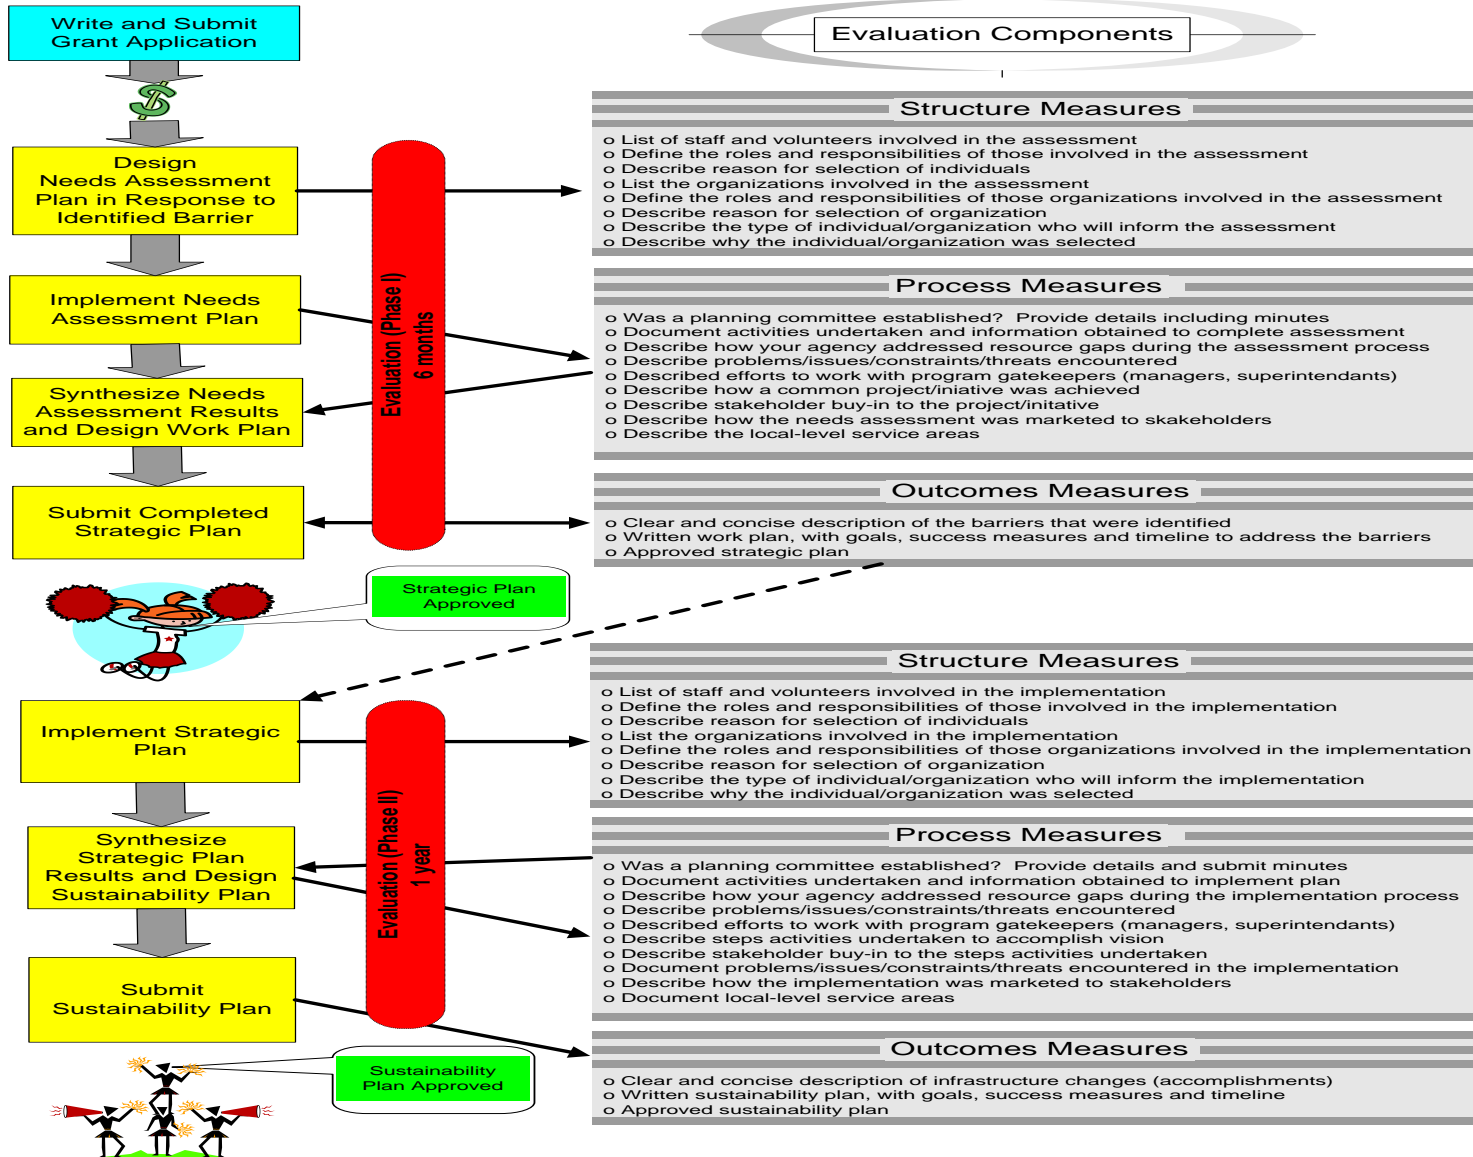 Write and Submit
Grant Application
$
Design
Needs Assessment
Plan in Response to
Identified Barrier
Implement Needs
Assessment Plan
Synthesize Needs
Assessment Results
and Design Work Plan
Submit Completed
Strategic Plan
Evaluation (Phase I)
6 months
Strategic Plan
Approved
Implement Strategic
Plan
Synthesize
Strategic Plan
Results and Design
Sustainability Plan
Submit
Sustainability Plan
Evaluation (Phase II)
1 year
Sustainability
Plan Approved
Evaluation Components
Structure Measures
o List of staff and volunteers involved in the assessment
o Define the roles and responsibilities of those involved in the assessment
o Describe reason for selection of individuals
o List the organizations involved in the assessment
o Define the roles and responsibilities of those organizations involved in the assessment
o Describe reason for selection of organization
o Describe the type of individual/organization who will inform the assessment
o Describe why the individual/organization was selected
Process Measures
o Was a planning committee established?  Provide details including minutes
o Document activities undertaken and information obtained to complete assessment
o Describe how your agency addressed resource gaps during the assessment process
o Describe problems/issues/constraints/threats encountered
o Described efforts to work with program gatekeepers (managers, superintendants)
o Describe how a common project/iniative was achieved
o Describe stakeholder buy-in to the project/initative
o Describe how the needs assessment was marketed to skakeholders
o Describe the local-level service areas
Outcomes Measures
o Clear and concise description of the barriers that were identified
o Written work plan, with goals, success measures and timeline to address the barriers
o Approved strategic plan
Structure Measures
o List of staff and volunteers involved in the implementation
o Define the roles and responsibilities of those involved in the implementation
o Describe reason for selection of individuals
o List the organizations involved in the implementation
o Define the roles and responsibilities of those organizations involved in the implementation
o Describe reason for selection of organization
o Describe the type of individual/organization who will inform the implementation
o Describe why the individual/organization was selected
Process Measures
o Was a planning committee established?  Provide details and submit minutes
o Document activities undertaken and information obtained to implement plan
o Describe how your agency addressed resource gaps during the implementation process
o Describe problems/issues/constraints/threats encountered
o Described efforts to work with program gatekeepers (managers, superintendants)
o Describe steps activities undertaken to accomplish vision
o Describe stakeholder buy-in to the steps activities undertaken
o Document problems/issues/constraints/threats encountered in the implementation
o Describe how the implementation was marketed to stakeholders
o Document local-level service areas
Outcomes Measures
o Clear and concise description of infrastructure changes (accomplishments)
o Written sustainability plan, with goals, success measures and timeline
o Approved sustainability plan